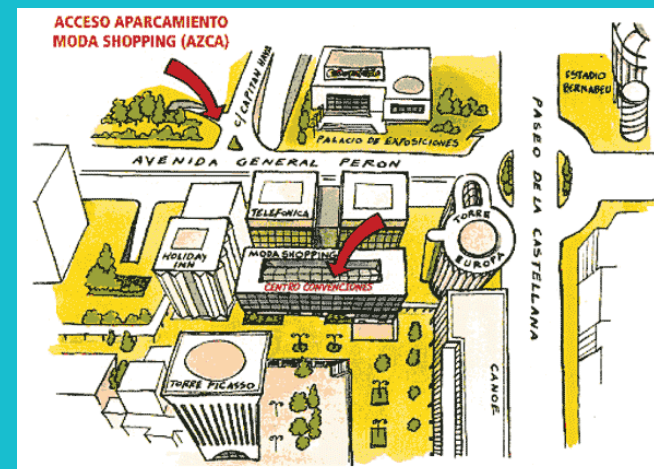 ACCESO APARCAMIENTO
MODA SHOPPING (AZCA)
C/CAPITAN HAYA
ESTADIO
BERNABEU
PALACIO DE EXPOSICIONES
AVENIDA GENERAL PERON
PASEO DE LA CASTELLANA
TELEFONICA
TORRE
EUROPA
HOLIDAY
INN
MODA SHOPPING
CENTRO CONVENCIONES
TORRE PICASSO
CANOE